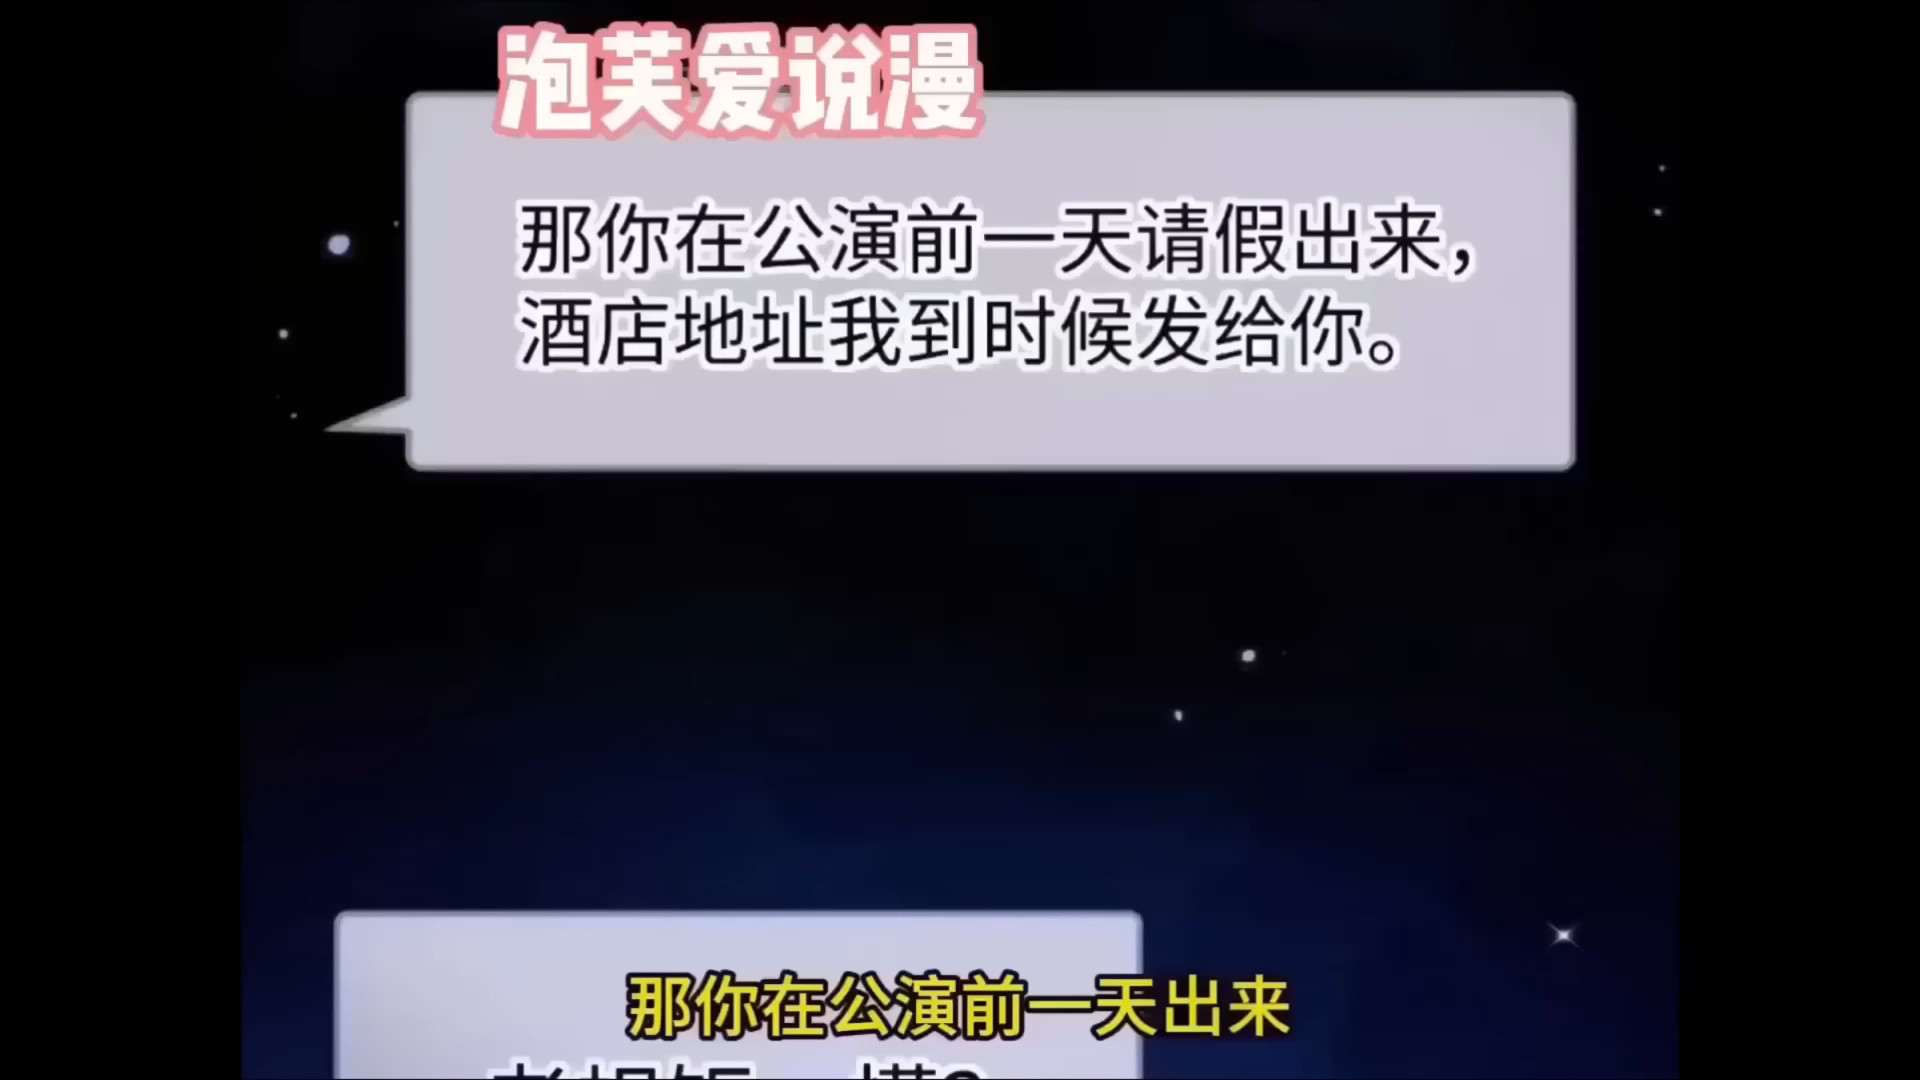 泡芙爱说漫
那你在公演前一天请假出来，
酒店地址我到时候发给你。
那你在公演前一天出来